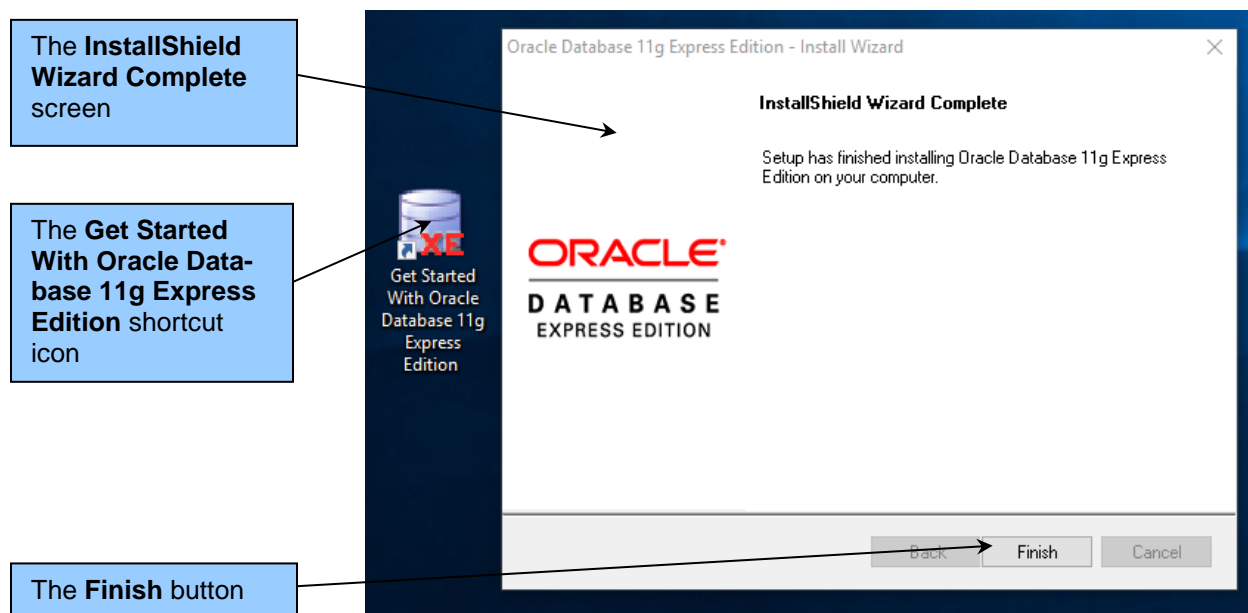 The InstallShield
Wizard Complete
screen
The Get Started
With Oracle Data-
base 11g Express
Edition shortcut
icon
The Finish button
XE
Get Started
With Oracle
Database 11g
Express
Edition
Oracle Database 11g Express Edition - Install Wizard
InstallShield Wizard Complete
Setup has finished installing Oracle Database 11g Express
Edition on your computer.
ORACLE
DATABASE
EXPRESS EDITION
Back Finish Cancel